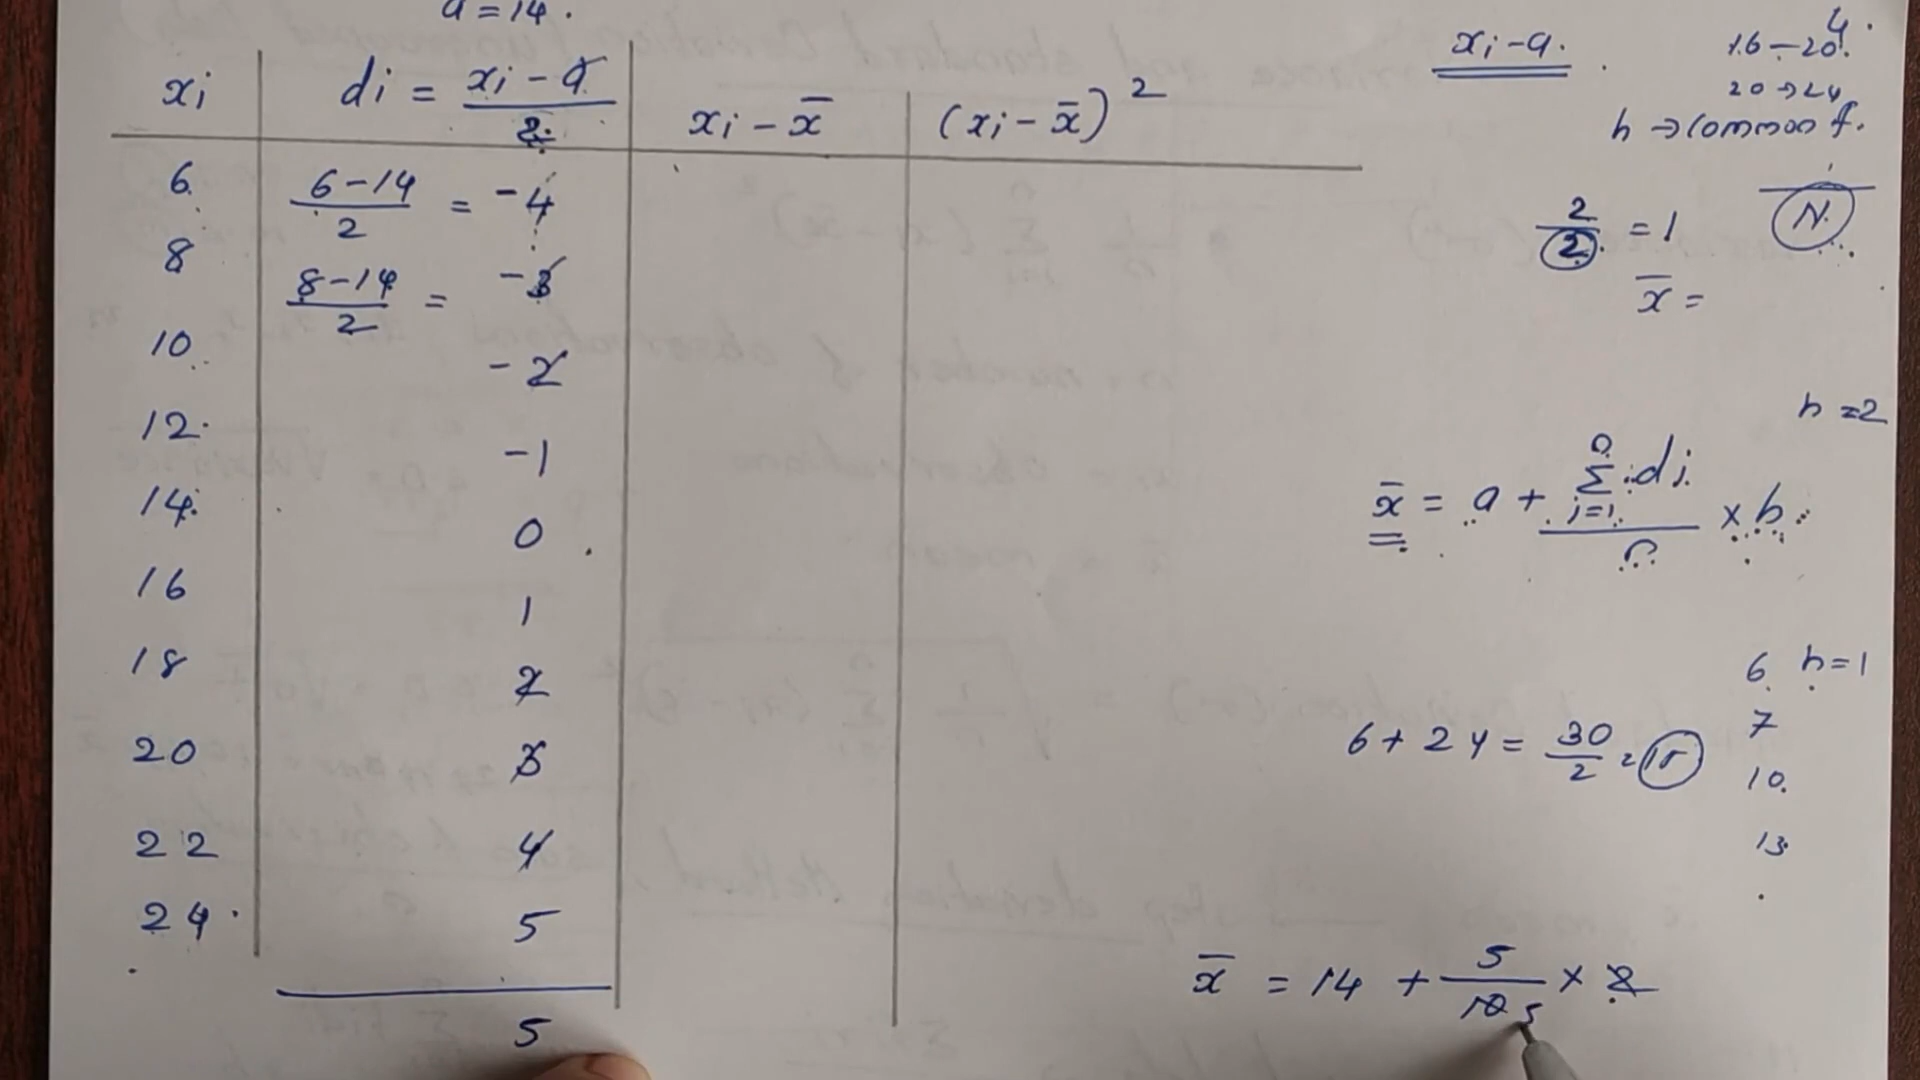 a = 14.
xi di = xi - a / 2 xi - x̄ (xi - x̄)²
6 6-14 / 2 = -4
8 8-14 / 2 = -3
10 -2
12 -1
14 0
16 1
18 2
20 3
22 4
24 5
5
xi - a.
4.
16 - 20
20 → 24
h → common f.
2 / 2 = 1
N
x̄ =
h = 2
x̄ = a + Σ di / n × h
n
i=1
6 h = 1
7
10
13
6 + 24 = 30 / 2 = 15
x̄ = 14 + 5 / 10 5 × 2